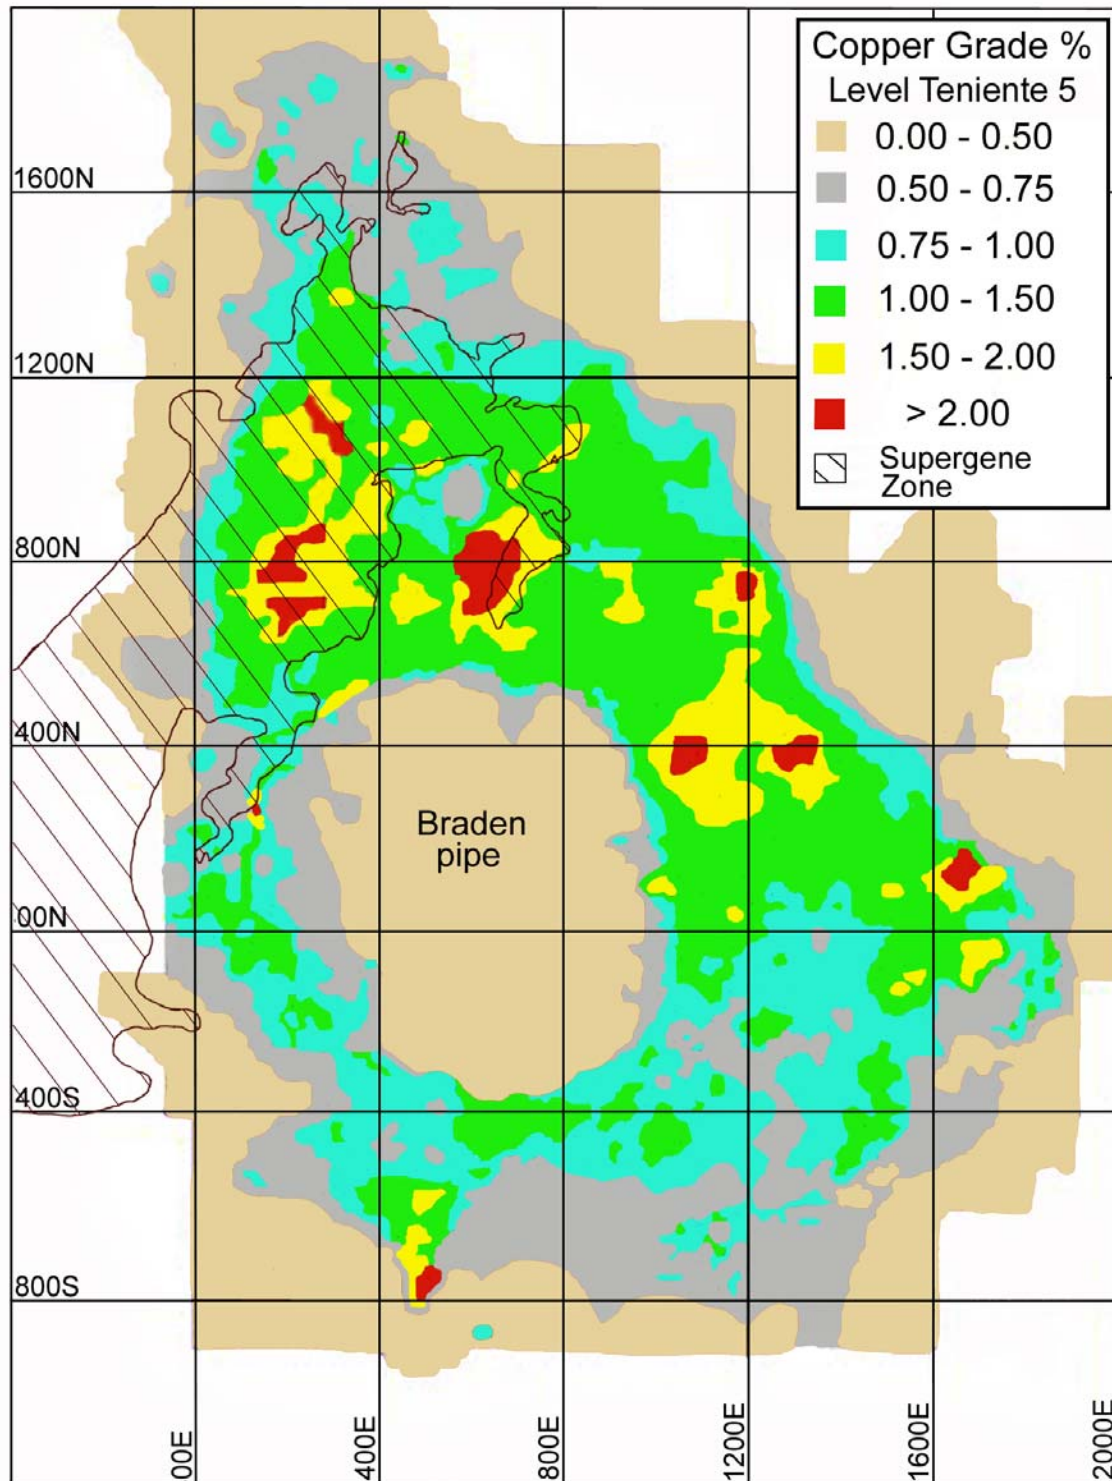 Copper Grade %
Level Teniente 5
0.00 - 0.50
0.50 - 0.75
0.75 - 1.00
1.00 - 1.50
1.50 - 2.00
> 2.00
Supergene
Zone
1600N
1200N
800N
400N
Braden
pipe
00N
400S
800S
00E
400E
800E
1200E
1600E
2000E